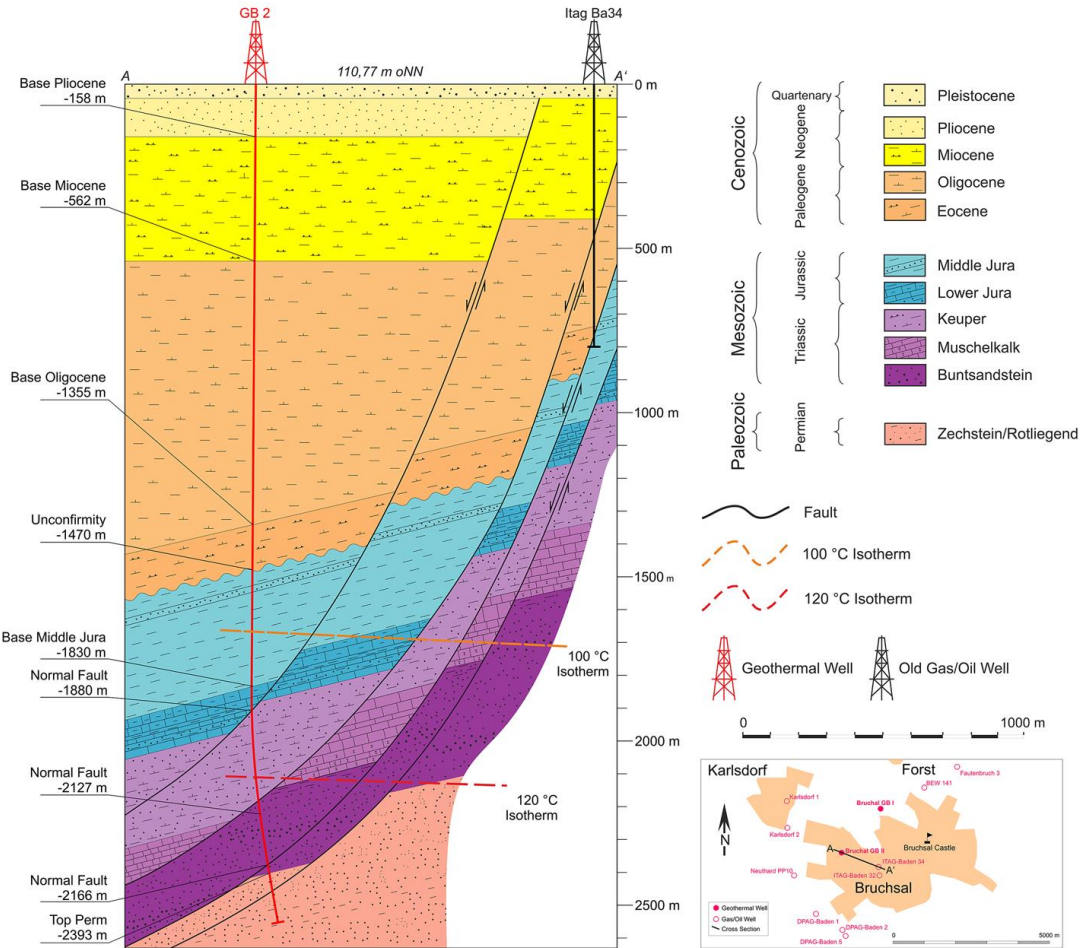 GB 2
Itag Ba34
A
110,77 m oNN
A'
Base Pliocene
-158 m
Base Miocene
-562 m
Base Oligocene
-1355 m
Unconfirmity
-1470 m
Base Middle Jura
-1830 m
Normal Fault
-1880 m
Normal Fault
-2127 m
Normal Fault
-2166 m
Top Perm
-2393 m
0 m
500 m
1000 m
1500 m
2000 m
2500 m
100 °C
Isotherm
120 °C
Isotherm
Cenozoic
Mesozoic
Paleozoic
Quartenary
Neogene
Paleogene
Jurassic
Triassic
Permian
Pleistocene
Pliocene
Miocene
Oligocene
Eocene
Middle Jura
Lower Jura
Keuper
Muschelkalk
Buntsandstein
Zechstein/Rotliegend
Fault
100 °C Isotherm
120 °C Isotherm
Geothermal Well
Old Gas/Oil Well
0
1000 m
Karlsdorf
Forst
Fautenbruch 3
BEW 141
Karlsdorf 1
Bruchal GB I
Karlsdorf 2
N
Bruchsal Castle
A
Bruchal GB II
ITAG-Baden 34
A'
Neuthard PP10
ITAG-Baden 32
Bruchsal
Geothermal Well
Gas/Oil Well
Cross Section
DPAG-Baden 1
DPAG-Baden 2
DPAG-Baden 5
0
5000 m